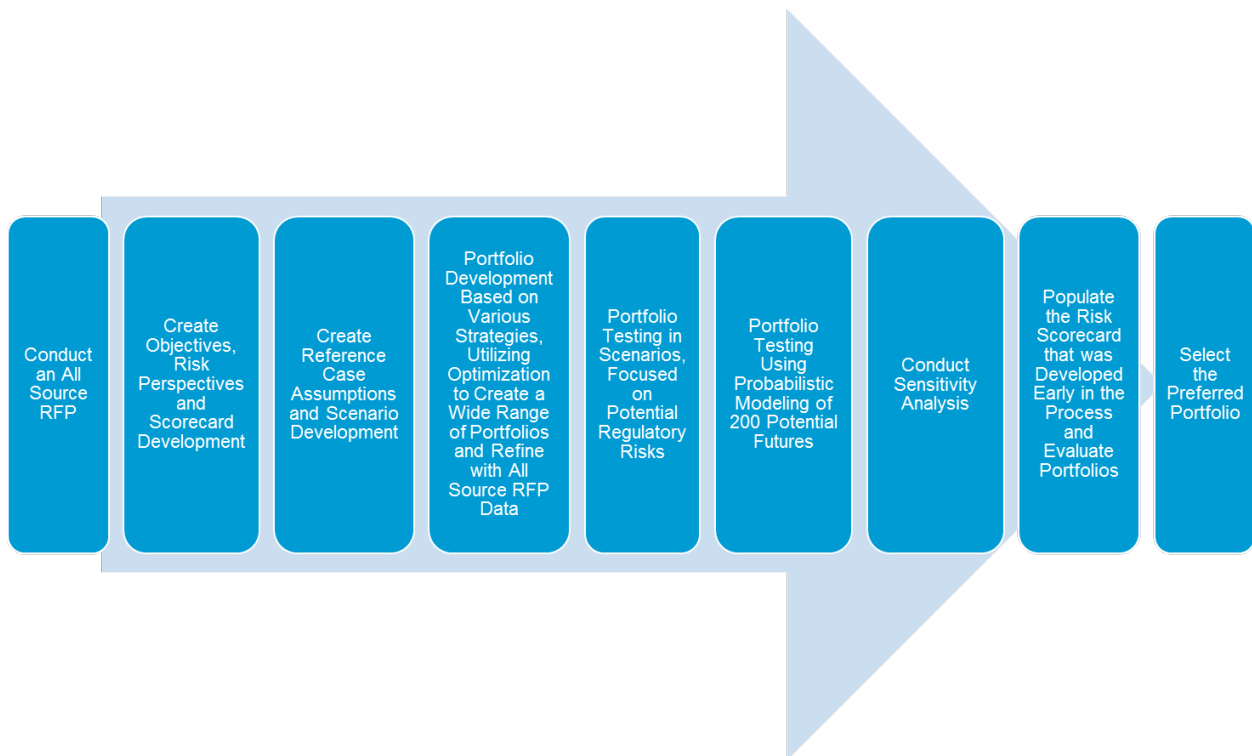 Conduct
an All
Source
RFP
Create
Objectives,
Risk
Perspectives
and
Scorecard
Development
Create
Reference
Case
Assumptions
and Scenario
Development
Portfolio
Development
Based on
Various
Strategies,
Utilizing
Optimization
to Create a
Wide Range
of Portfolios
and Refine
with All
Source RFP
Data
Portfolio
Testing in
Scenarios,
Focused
on
Potential
Regulatory
Risks
Portfolio
Testing
Using
Probabilistic
Modeling of
200 Potential
Futures
Conduct
Sensitivity
Analysis
Populate
the Risk
Scorecard
that was
Developed
Early in the
Process
and
Evaluate
Portfolios
Select
the
Preferred
Portfolio